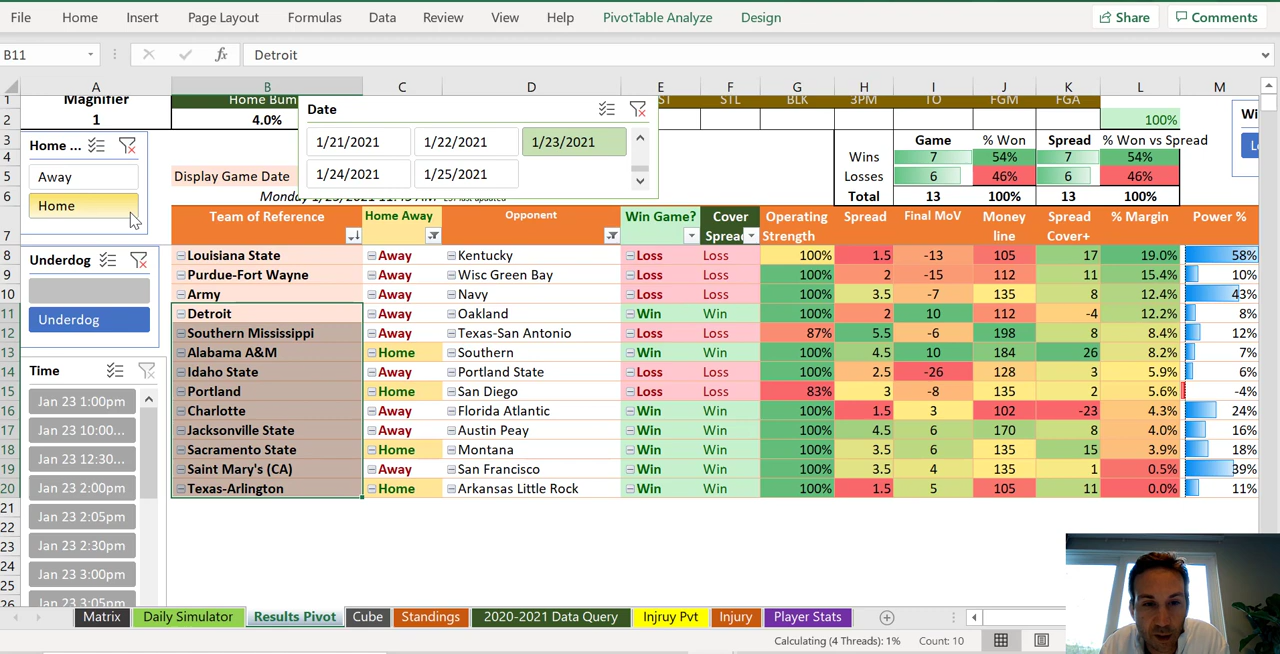 File Home Insert Page Layout Formulas Data Review View Help PivotTable Analyze Design Share Comments
B11 fx Detroit
A B C D E F G H I J K L M
1 Magnifier Home Bum ST STL BLK 3PM TO FGM FGA
Date
2 1 4.0% 100%
1/21/2021 1/22/2021 1/23/2021
3 Home ... Game % Won Spread % Won vs Spread Wi
4 Wins 7 54% 7 54%
5 Away Display Game Date 1/24/2021 1/25/2021 Losses 6 46% 6 46%
6 Total 13 100% 13 100%
Home
7 Team of Reference Home Away Opponent Win Game? Cover Spread Operating Strength Spread Final MoV Money line Spread Cover+ % Margin Power %
8 Louisiana State Away Kentucky Loss Loss 100% 1.5 -13 105 17 19.0% 58%
Underdog
9 Purdue-Fort Wayne Away Wisc Green Bay Loss Loss 100% 2 -15 112 11 15.4% 10%
10 Army Away Navy Loss Loss 100% 3.5 -7 135 8 12.4% 43%
11 Detroit Away Oakland Win Win 100% 2 10 112 -4 12.2% 8%
Underdog
12 Southern Mississippi Away Texas-San Antonio Loss Loss 87% 5.5 -6 198 8 8.4% 12%
13 Alabama A&M Home Southern Win Win 100% 4.5 10 184 26 8.2% 7%
14 Idaho State Away Portland State Loss Loss 100% 2.5 -26 128 3 5.9% 6%
Time
15 Portland Home San Diego Loss Loss 83% 3 -8 135 2 5.6% -4%
Jan 23 1:00pm
16 Charlotte Away Florida Atlantic Win Win 100% 1.5 3 102 -23 4.3% 24%
17 Jacksonville State Away Austin Peay Win Win 100% 4.5 6 170 8 4.0% 16%
Jan 23 10:00...
18 Sacramento State Home Montana Win Win 100% 3.5 6 135 15 3.9% 18%
Jan 23 12:30...
19 Saint Mary's (CA) Away San Francisco Win Win 100% 3.5 4 135 1 0.5% 39%
20 Texas-Arlington Home Arkansas Little Rock Win Win 100% 1.5 5 105 11 0.0% 11%
Jan 23 2:00pm
21
Jan 23 2:05pm
22
23 Jan 23 2:30pm
24
Jan 23 3:00pm
25
26 Jan 23 3:05pm
Matrix Daily Simulator Results Pivot Cube Standings 2020-2021 Data Query Injruy Pvt Injury Player Stats
Calculating (4 Threads): 1% Count: 10